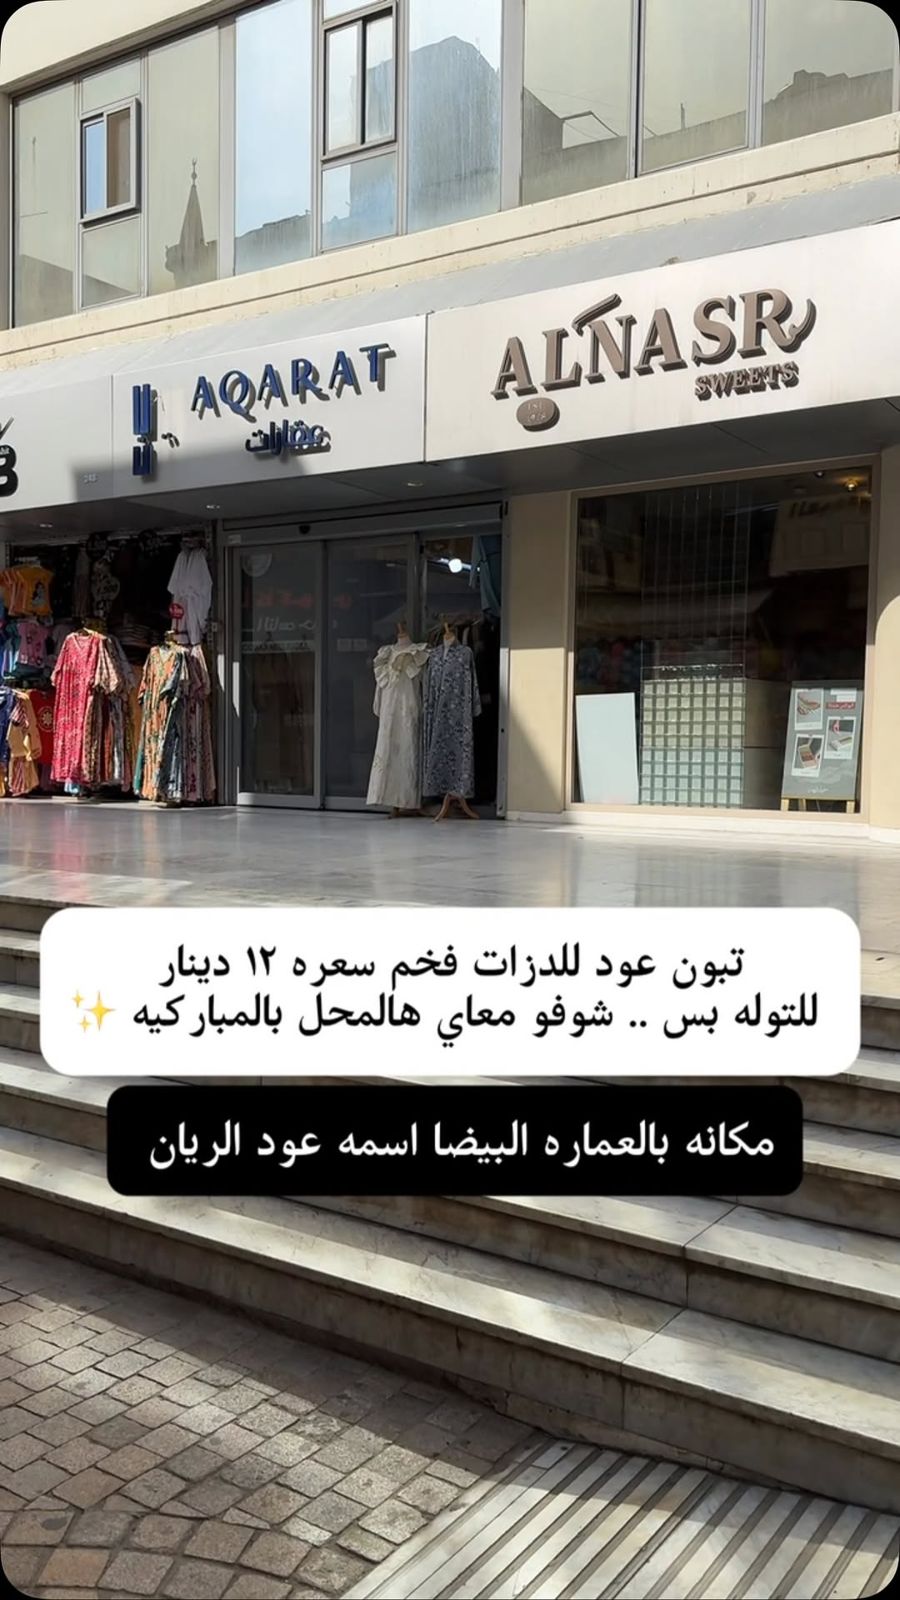 ALNASR
SWEETS
AQARAT
عقارات
تبون عود للدزات فخم سعره ١٢ دينار
للتوله بس .. شوفو معاي هالمحل بالمباركيه ✨
مكانه بالعماره البيضا اسمه عود الريان